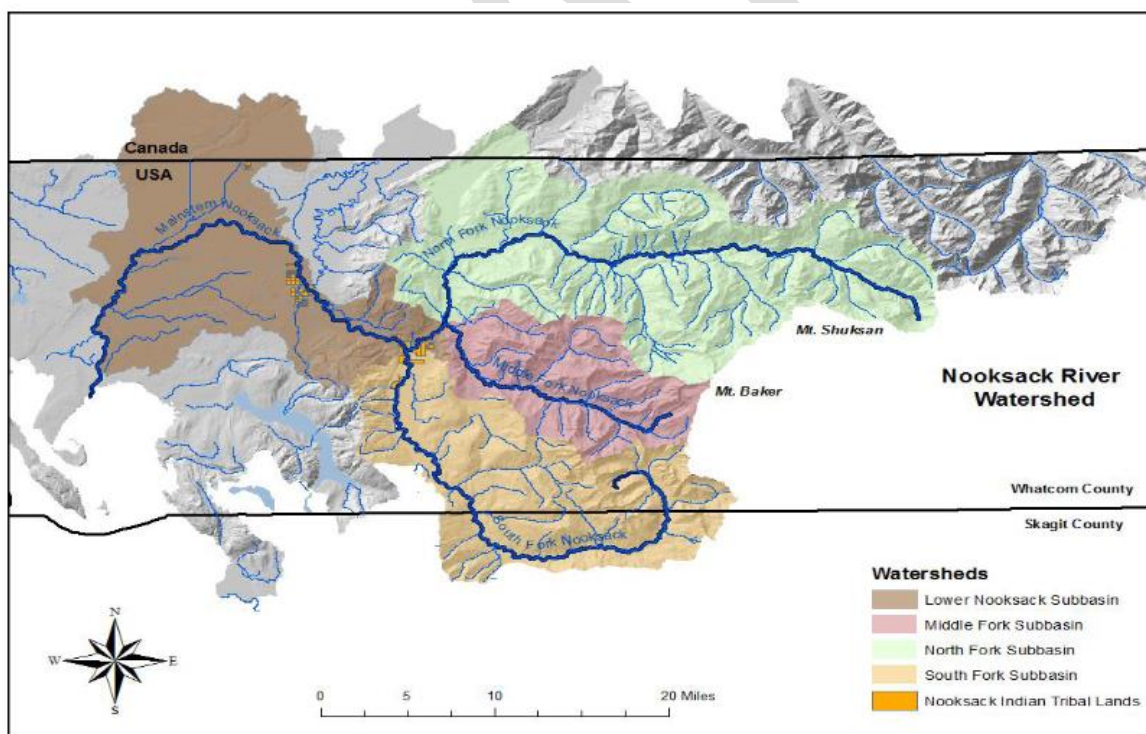 Canada
USA
Mainstem Nooksack
North Fork Nooksack
Mt. Shuksan
Middle Fork Nooksack
Mt. Baker
Nooksack River
Watershed
Whatcom County
South Fork Nooksack
Skagit County
Watersheds
Lower Nooksack Subbasin
Middle Fork Subbasin
North Fork Subbasin
South Fork Subbasin
Nooksack Indian Tribal Lands
N
W E
S
0 5 10 20 Miles